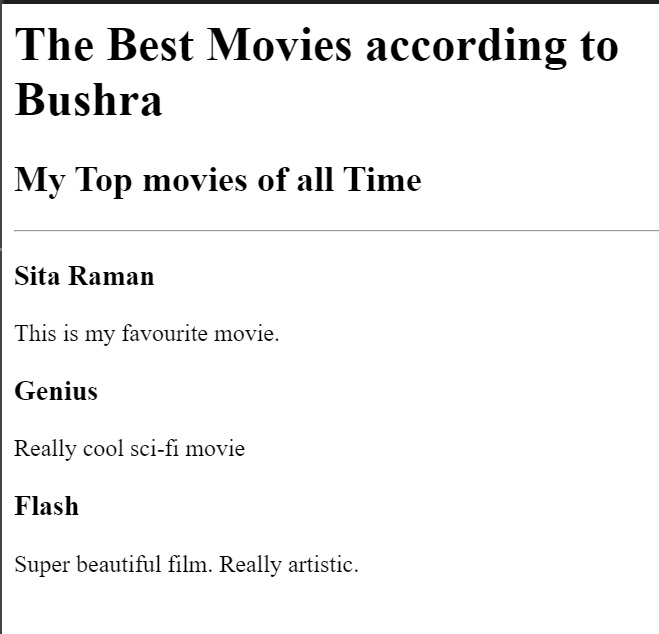 The Best Movies according to
Bushra
My Top movies of all Time
Sita Raman
This is my favourite movie.
Genius
Really cool sci-fi movie
Flash
Super beautiful film. Really artistic.